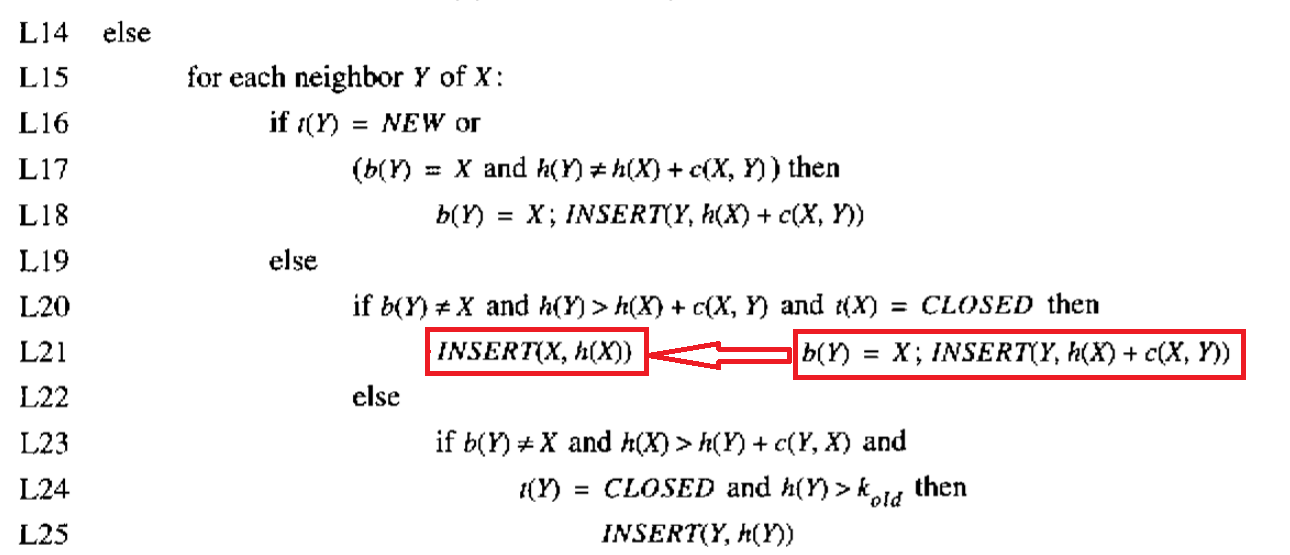 L14 else
L15 for each neighbor Y of X:
L16 if t(Y) = NEW or
L17 (b(Y) = X and h(Y) ≠ h(X) + c(X, Y)) then
L18 b(Y) = X; INSERT(Y, h(X) + c(X, Y))
L19 else
L20 if b(Y) ≠ X and h(Y) > h(X) + c(X, Y) and t(X) = CLOSED then
L21 INSERT(X, h(X)) b(Y) = X; INSERT(Y, h(X) + c(X, Y))
L22 else
L23 if b(Y) ≠ X and h(X) > h(Y) + c(Y, X) and
L24 t(Y) = CLOSED and h(Y) > k_old then
L25 INSERT(Y, h(Y))